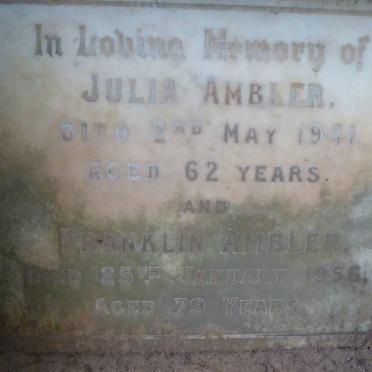 In Loving Memory of
JULIA AMBLER.
DIED 2ND MAY 1941
AGED 62 YEARS.
AND
FRANKLIN AMBLER.
DIED 25TH JANUARY 1956,
AGED 79 YEARS.